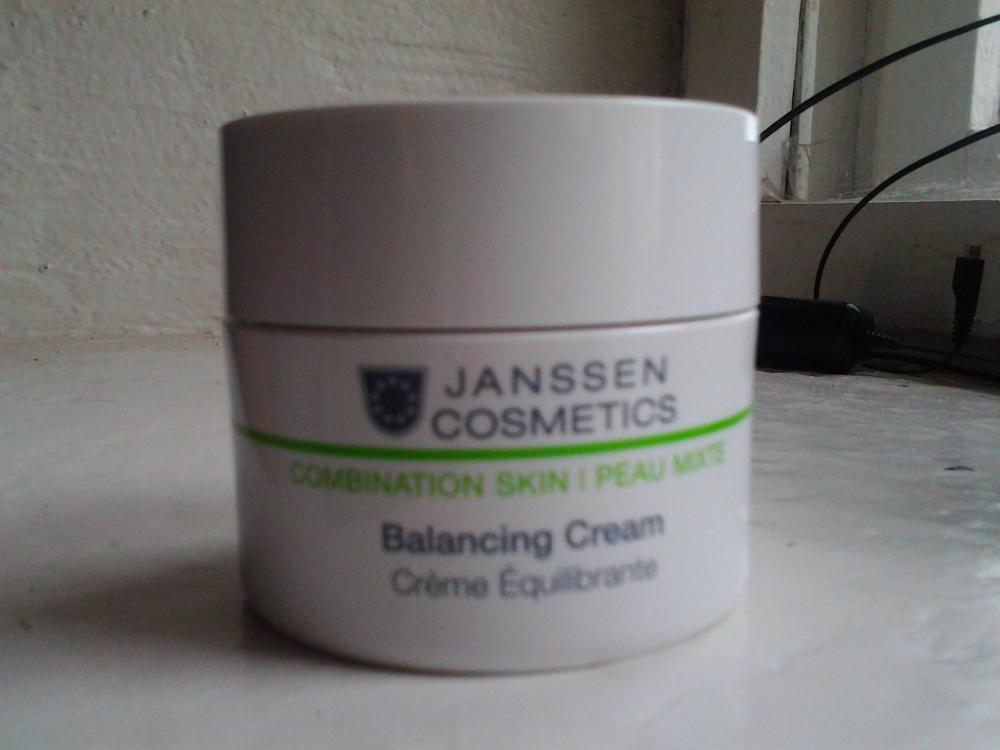 JANSSEN
COSMETICS
COMBINATION SKIN | PEAU MIXTE
Balancing Cream
Crème Équilibrante